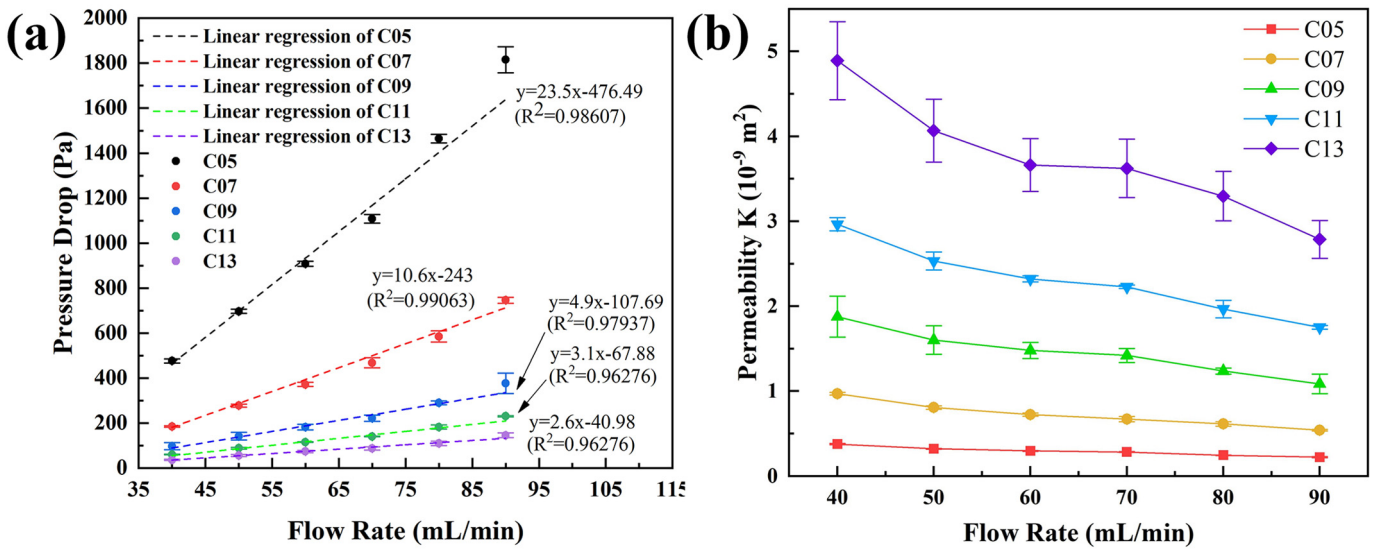 (a)
2000
1800
1600
1400
1200
1000
800
600
400
200
0
Pressure Drop (Pa)
35 45 55 65 75 85 95 105 115
Flow Rate (mL/min)
Linear regression of C05
Linear regression of C07
Linear regression of C09
Linear regression of C11
Linear regression of C13
C05
C07
C09
C11
C13
y=23.5x-476.49
(R²=0.98607)
y=10.6x-243
(R²=0.99063)
y=4.9x-107.69
(R²=0.97937)
y=3.1x-67.88
(R²=0.96276)
y=2.6x-40.98
(R²=0.96276)
(b)
5
4
3
2
1
0
Permeability K (10⁻⁹ m²)
40 50 60 70 80 90
Flow Rate (mL/min)
C05
C07
C09
C11
C13